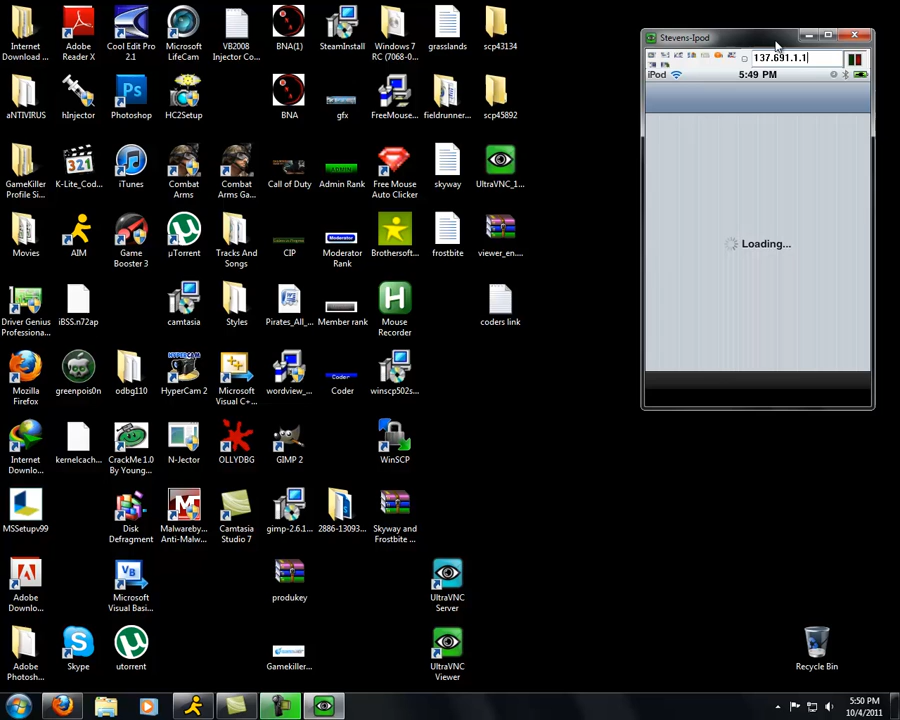 Internet
Download ...
Adobe
Reader X
Cool Edit Pro
2.1
Microsoft
LifeCam
VB2008
Injector Co...
BNA(1)
SteamInstall
Windows 7
RC (7068-0...
grasslands
scp43134
aNTIVIRUS
hInjector
Photoshop
HC2Setup
BNA
gfx
FreeMouse...
fieldrunner...
scp45892
GameKiller
Profile Si...
K-Lite_Cod...
iTunes
Combat
Arms
Combat
Arms Ga...
Call of Duty
Admin Rank
Free Mouse
Auto Clicker
skyway
UltraVNC_1...
Movies
AIM
Game
Booster 3
µTorrent
Tracks And
Songs
CIP
Moderator
Moderator
Rank
Brothersoft...
frostbite
viewer_en...
Driver Genius
Professiona...
iBSS.n72ap
camtasia
Styles
Pirates_All_...
Member rank
Mouse
Recorder
coders link
Mozilla
Firefox
greenpois0n
odbg110
HyperCam 2
Microsoft
Visual C+...
wordview_...
Coder
Coder
winscp502s...
Internet
Downlo...
kernelcach...
CrackMe 1.0
By Young...
N-Jector
OLLYDBG
GIMP 2
WinSCP
MSSetupv99
Disk
Defragment
Malwareby...
Anti-Malw...
Camtasia
Studio 7
gimp-2.6.1...
2886-13093...
Skyway and
Frostbite ...
Adobe
Downlo...
Microsoft
Visual Basi...
produkey
UltraVNC
Server
Adobe
Photosh...
Skype
utorrent
Gamekiller...
UltraVNC
Viewer
Recycle Bin
Stevens-Ipod
137.691.1.1
iPod
5:49 PM
Loading...
5:50 PM
10/4/2011